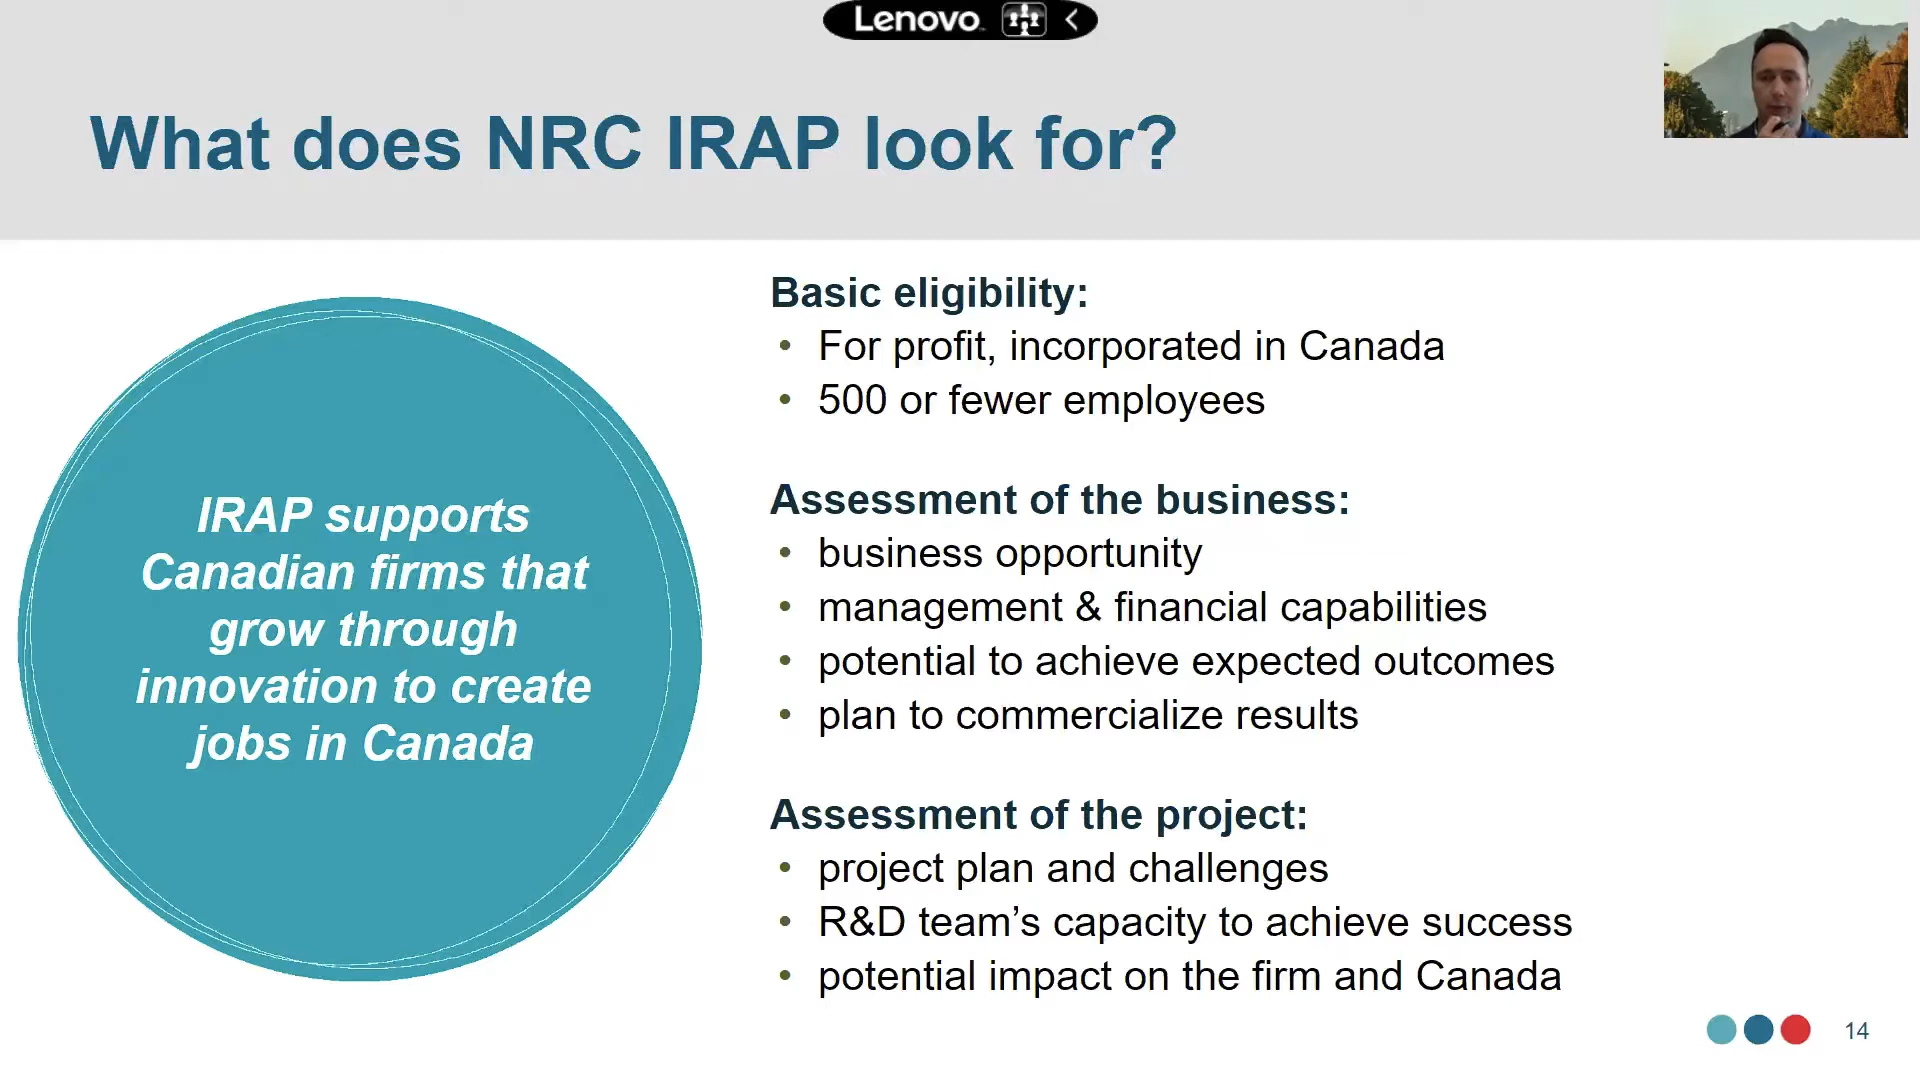 Lenovo
What does NRC IRAP look for?
IRAP supports
Canadian firms that
grow through
innovation to create
jobs in Canada
Basic eligibility:
• For profit, incorporated in Canada
• 500 or fewer employees
Assessment of the business:
• business opportunity
• management & financial capabilities
• potential to achieve expected outcomes
• plan to commercialize results
Assessment of the project:
• project plan and challenges
• R&D team’s capacity to achieve success
• potential impact on the firm and Canada
14